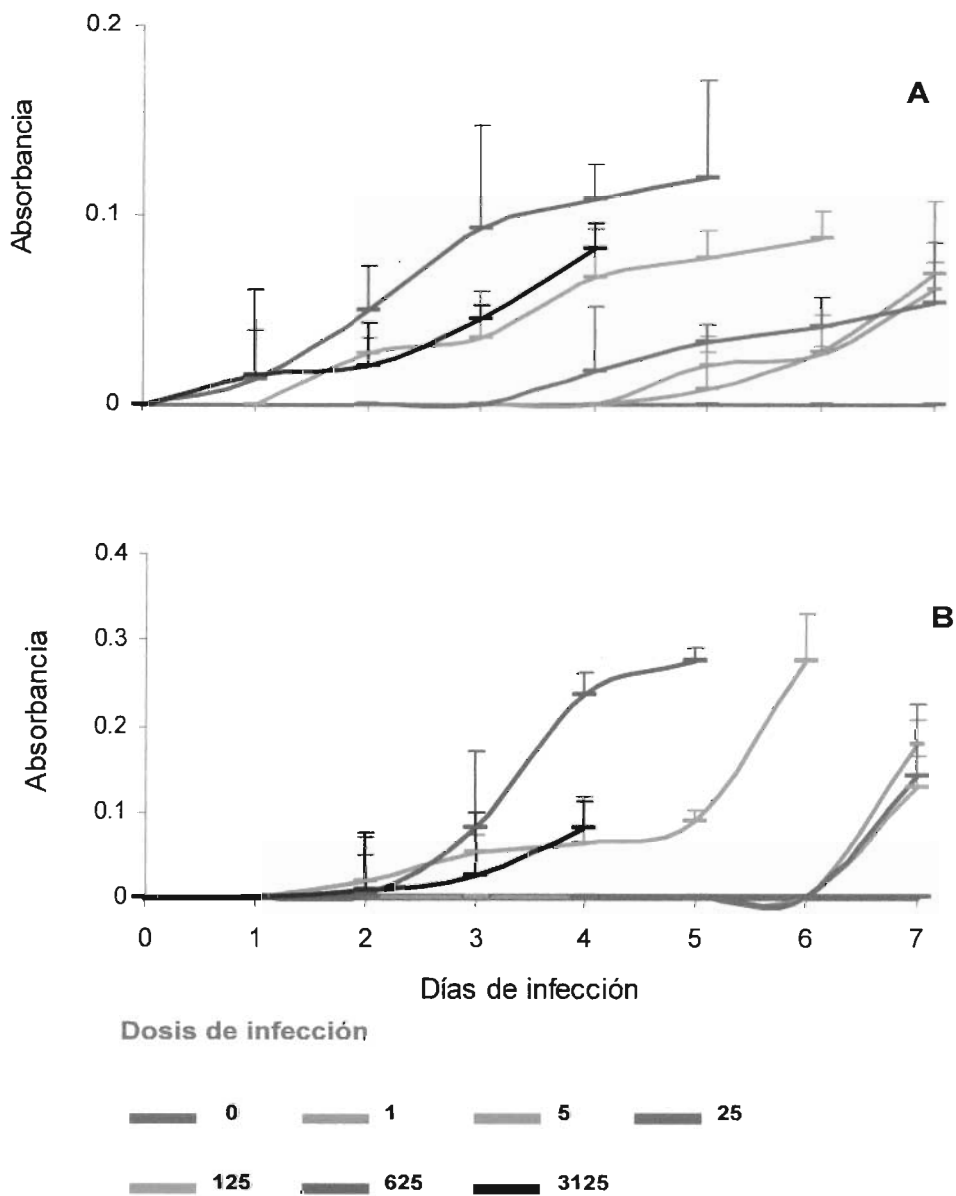 0.2
A
Absorbancia
0.1
0
0.4
B
0.3
Absorbancia
0.2
0.1
0
0 1 2 3 4 5 6 7
Días de infección
Dosis de infección
0 1 5 25
125 625 3125